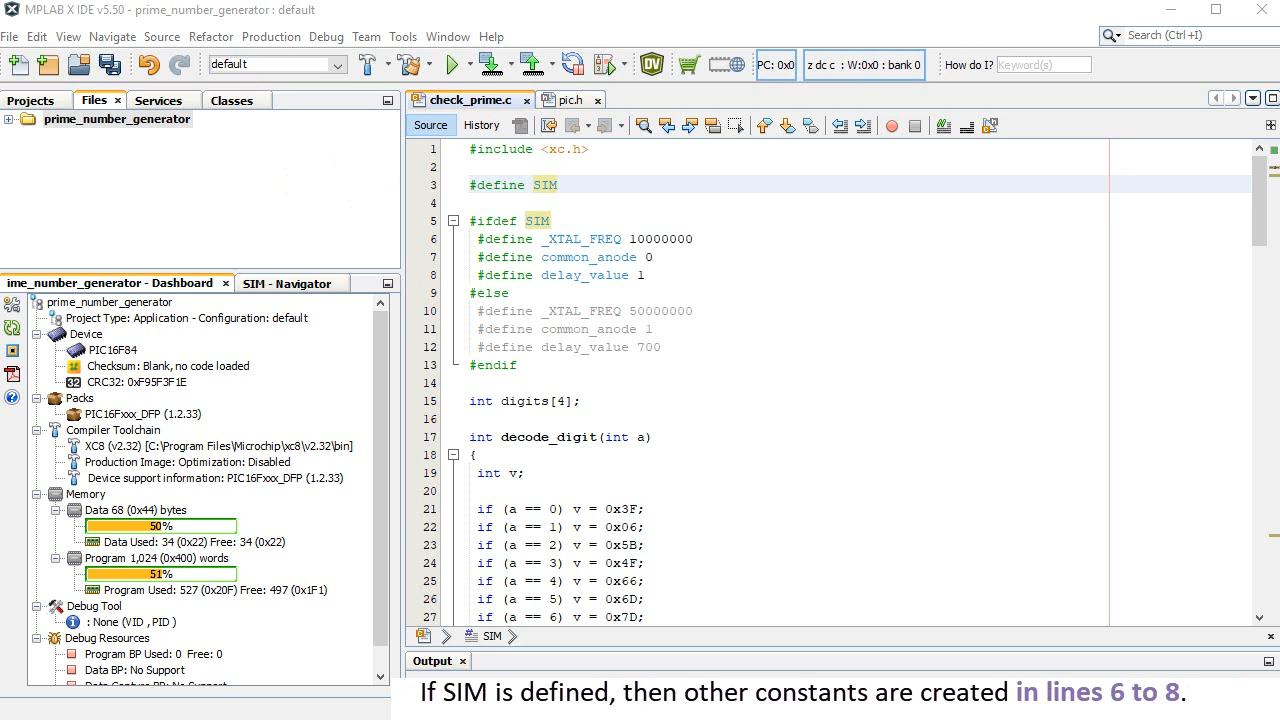 MPLAB X IDE v5.50 - prime_number_generator : default
File Edit View Navigate Source Refactor Production Debug Team Tools Window Help
Search (Ctrl+I)
default
PC: 0x0
z dc c : W:0x0 : bank 0
How do I? Keyword(s)
Projects Files Services Classes
prime_number_generator
ime_number_generator - Dashboard
SIM - Navigator
prime_number_generator
Project Type: Application - Configuration: default
Device
PIC16F84
Checksum: Blank, no code loaded
CRC32: 0xF95F3F1E
Packs
PIC16Fxxx_DFP (1.2.33)
Compiler Toolchain
XC8 (v2.32) [C:\Program Files\Microchip\xc8\v2.32\bin]
Production Image: Optimization: Disabled
Device support information: PIC16Fxxx_DFP (1.2.33)
Memory
Data 68 (0x44) bytes
50%
Data Used: 34 (0x22) Free: 34 (0x22)
Program 1,024 (0x400) words
51%
Program Used: 527 (0x20F) Free: 497 (0x1F1)
Debug Tool
: None (VID , PID )
Debug Resources
Program BP Used: 0 Free: 0
Data BP: No Support
check_prime.c pic.h
Source History
1 #include <xc.h>
2
3 #define SIM
4
5 #ifdef SIM
6 #define _XTAL_FREQ 10000000
7 #define common_anode 0
8 #define delay_value 1
9 #else
10 #define _XTAL_FREQ 50000000
11 #define common_anode 1
12 #define delay_value 700
13 #endif
14
15 int digits[4];
16
17 int decode_digit(int a)
18 {
19 int v;
20
21 if (a == 0) v = 0x3F;
22 if (a == 1) v = 0x06;
23 if (a == 2) v = 0x5B;
24 if (a == 3) v = 0x4F;
25 if (a == 4) v = 0x66;
26 if (a == 5) v = 0x6D;
27 if (a == 6) v = 0x7D;
SIM
Output
If SIM is defined, then other constants are created in lines 6 to 8.